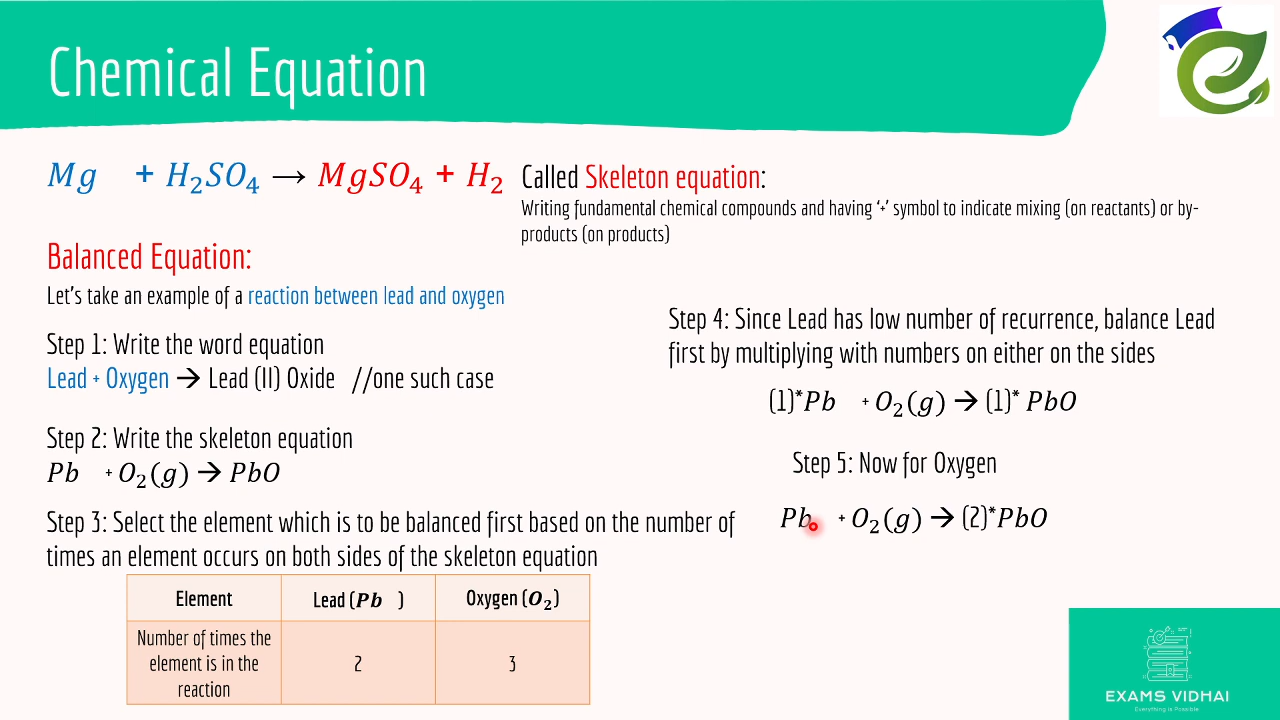 Chemical Equation
Mg + H₂SO₄ → MgSO₄ + H₂
Called Skeleton equation:
Writing fundamental chemical compounds and having ‘+’ symbol to indicate mixing (on reactants) or by-
products (on products)
Balanced Equation:
Let's take an example of a reaction between lead and oxygen
Step 1: Write the word equation
Lead + Oxygen → Lead (II) Oxide //one such case
Step 2: Write the skeleton equation
Pb + O₂(g) → PbO
Step 3: Select the element which is to be balanced first based on the number of
times an element occurs on both sides of the skeleton equation
Element Lead (Pb ) Oxygen (O₂)
Number of times the
element is in the
reaction
2 3
Step 4: Since Lead has low number of recurrence, balance Lead
first by multiplying with numbers on either on the sides
(1)*Pb + O₂(g) → (1)* PbO
Step 5: Now for Oxygen
Pb + O₂(g) → (2)*PbO
EXAMS VIDHAI
Everything is Possible